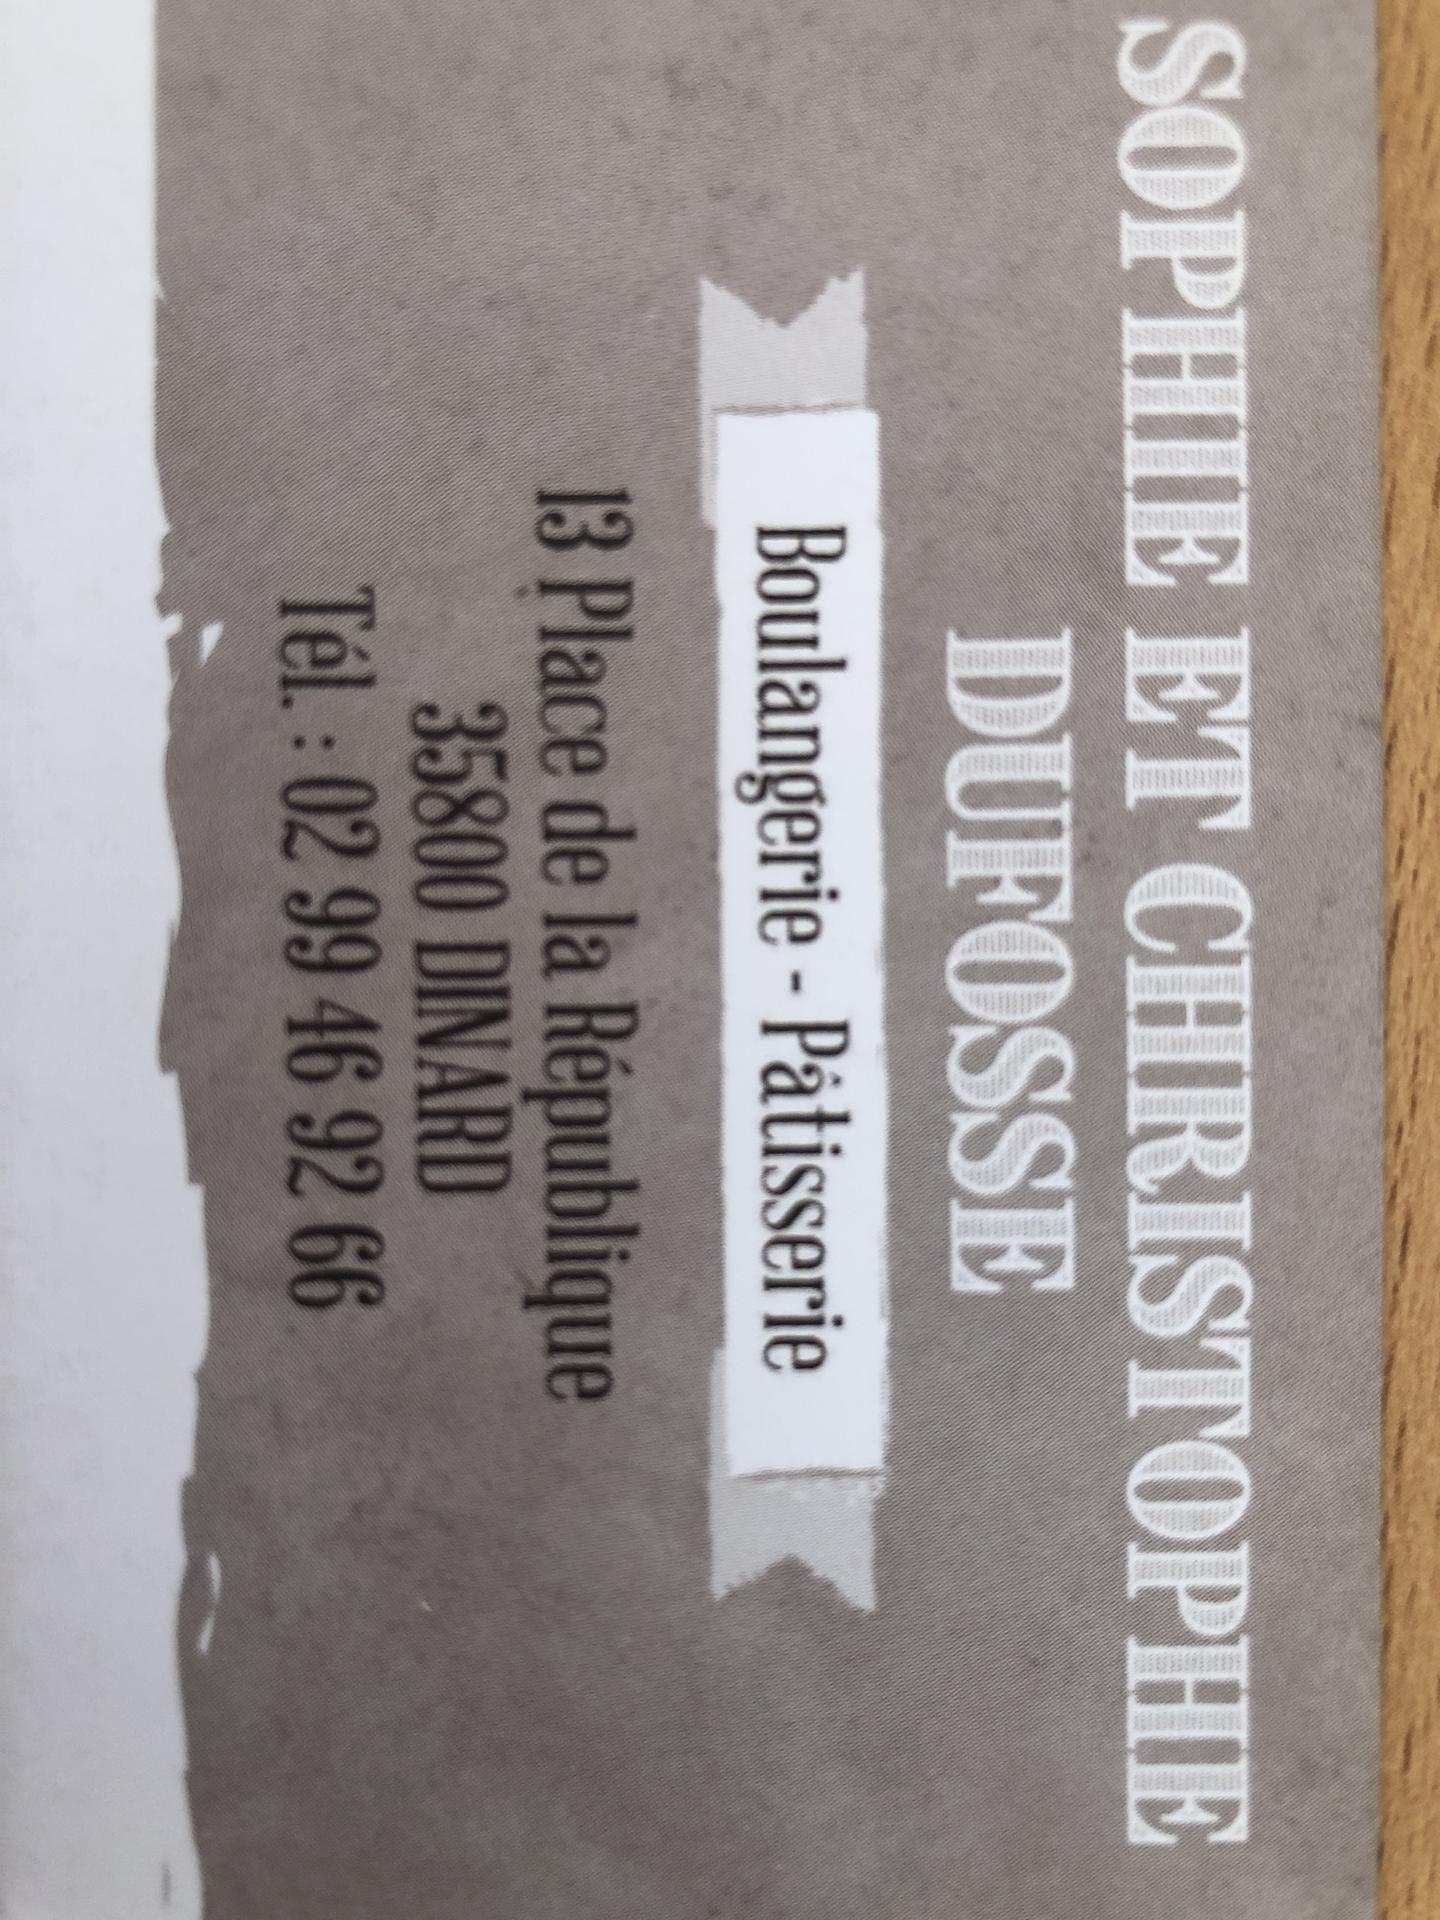 SOPHIE ET CHRISTOPHE
DUFOSSE
Boulangerie - Pâtisserie
13 Place de la République
35800 DINARD
Tél. : 02 99 46 92 66